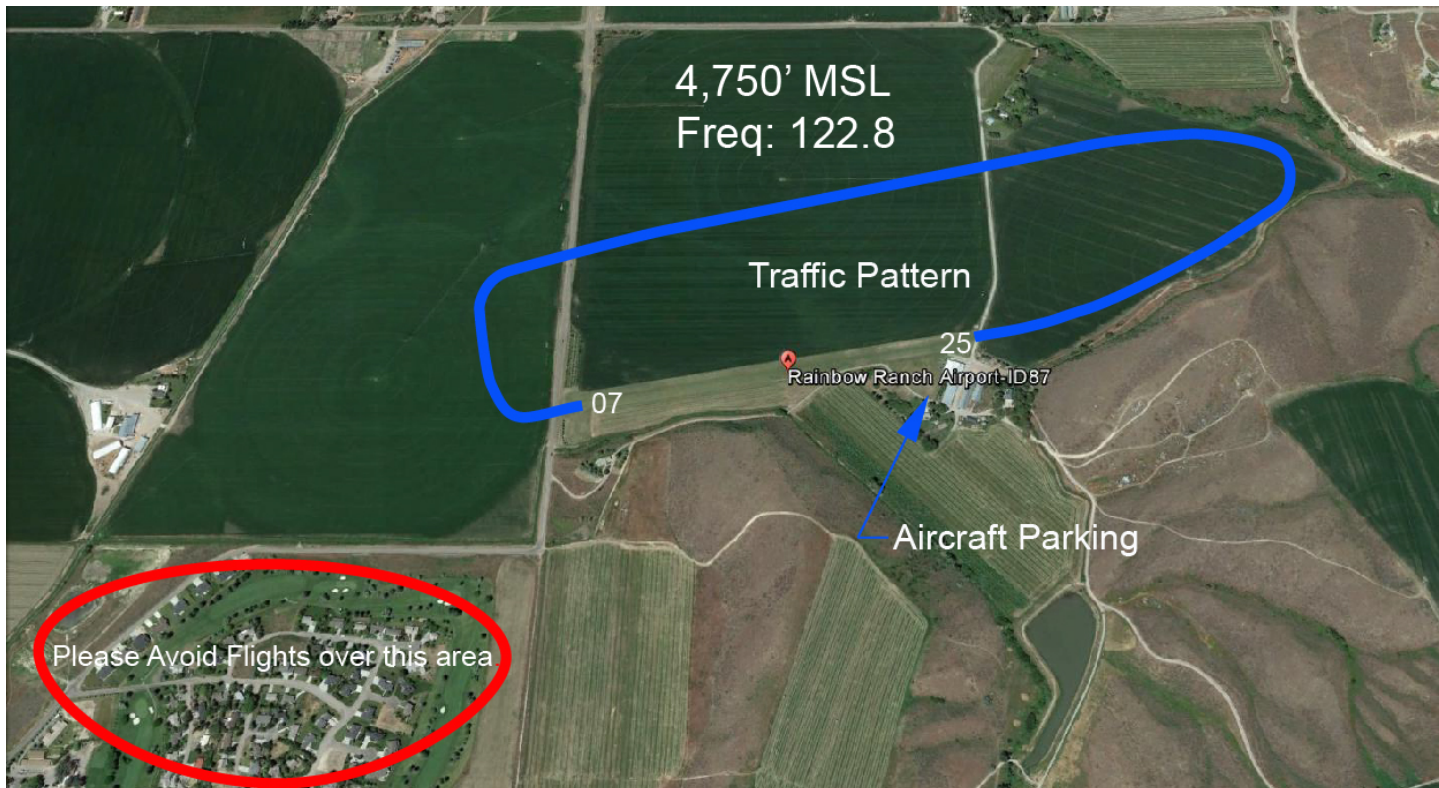 4,750’ MSL
Freq: 122.8
Traffic Pattern
25
Rainbow Ranch Airport-ID87
07
Aircraft Parking
Please Avoid Flights over this area